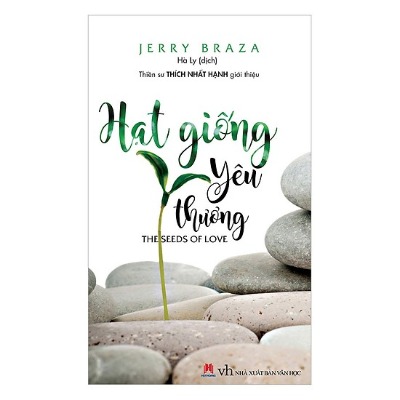 JERRY BRAZA
Hà Ly (dịch)
Thiền sư THÍCH NHẤT HẠNH giới thiệu
Hạt giống
Yêu
thương
THE SEEDS OF LOVE
vh NHÀ XUẤT BẢN VĂN HỌC